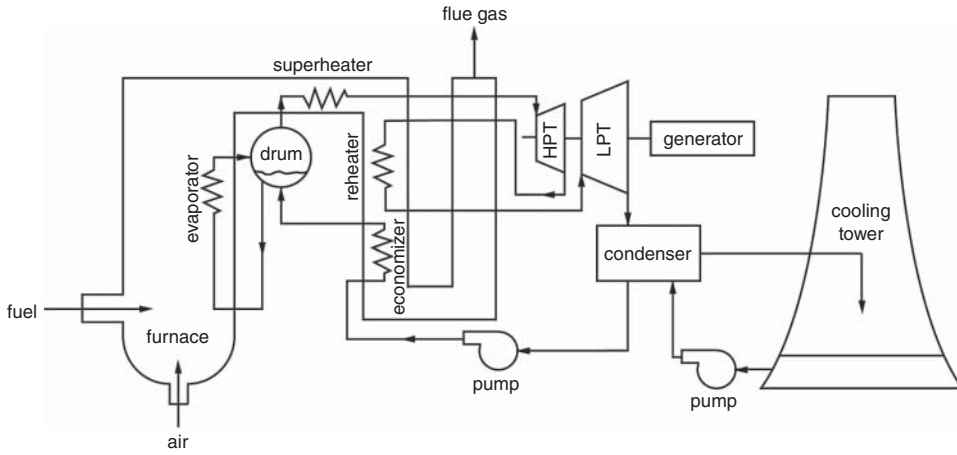 flue gas
superheater
drum
evaporator
reheater
economizer
HPT
LPT
generator
cooling
tower
condenser
fuel
furnace
pump
pump
air